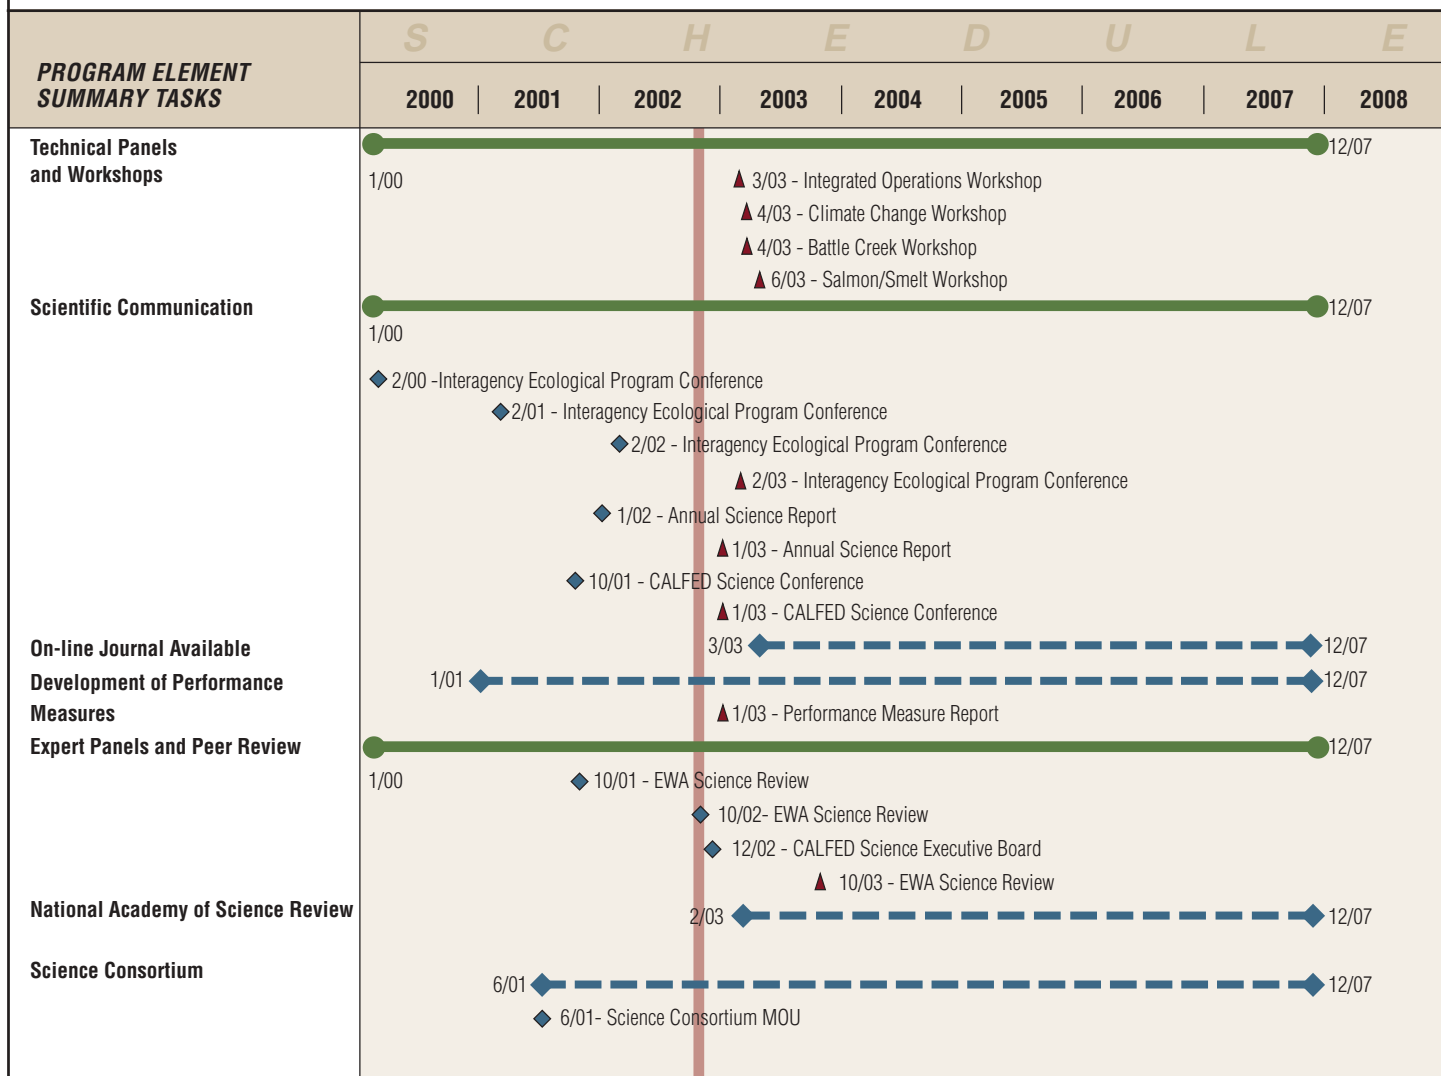 S C H E D U L E
PROGRAM ELEMENT
SUMMARY TASKS
2000 2001 2002 2003 2004 2005 2006 2007 2008
Technical Panels
and Workshops
12/07
1/00
3/03 - Integrated Operations Workshop
4/03 - Climate Change Workshop
4/03 - Battle Creek Workshop
6/03 - Salmon/Smelt Workshop
Scientific Communication
12/07
1/00
2/00 -Interagency Ecological Program Conference
2/01 - Interagency Ecological Program Conference
2/02 - Interagency Ecological Program Conference
2/03 - Interagency Ecological Program Conference
1/02 - Annual Science Report
1/03 - Annual Science Report
10/01 - CALFED Science Conference
1/03 - CALFED Science Conference
On-line Journal Available
3/03
12/07
Development of Performance
Measures
1/01
12/07
1/03 - Performance Measure Report
Expert Panels and Peer Review
12/07
1/00
10/01 - EWA Science Review
10/02- EWA Science Review
12/02 - CALFED Science Executive Board
10/03 - EWA Science Review
National Academy of Science Review
2/03
12/07
Science Consortium
6/01
12/07
6/01- Science Consortium MOU